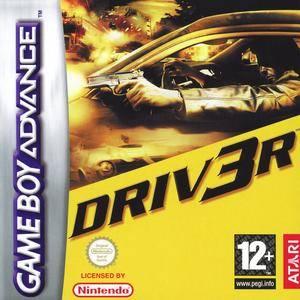 GAME BOY ADVANCE
DRIV3R
LICENSED BY
Nintendo
12+
www.pegi.info
ATARI